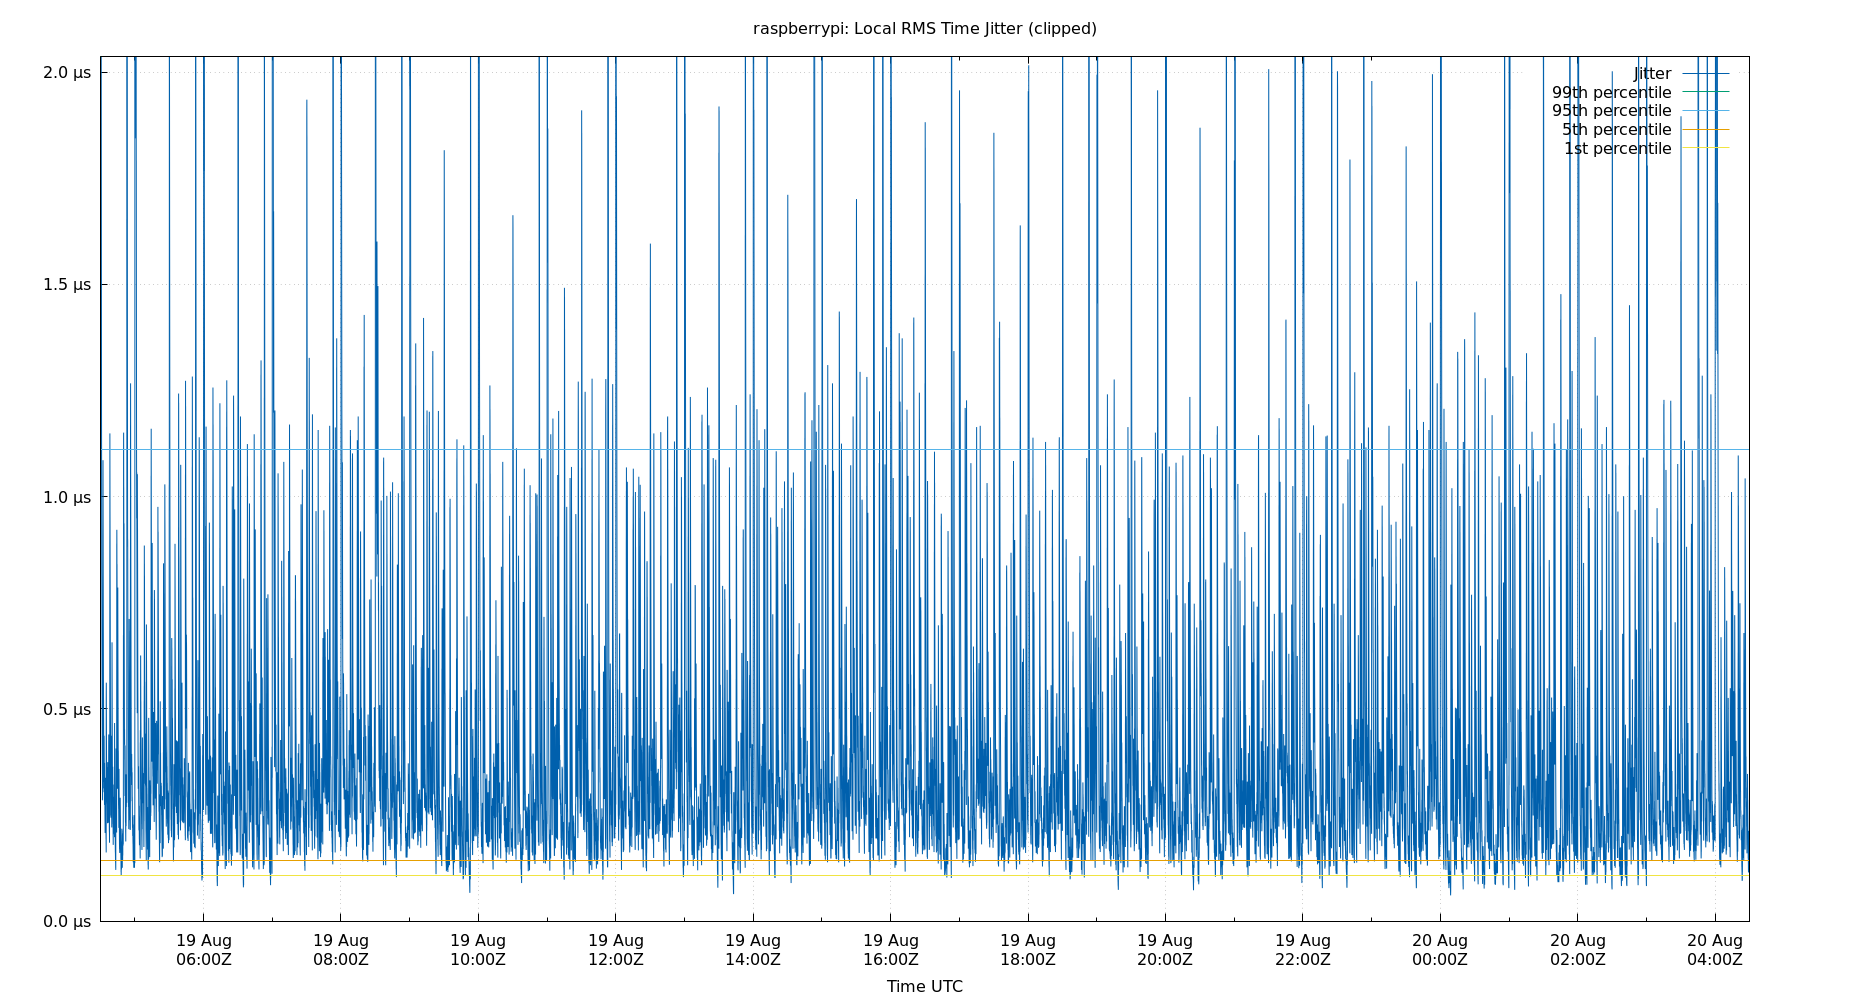 raspberrypi: Local RMS Time Jitter (clipped)
2.0 µs
1.5 µs
1.0 µs
0.5 µs
0.0 µs
Jitter
99th percentile
95th percentile
5th percentile
1st percentile
19 Aug 19 Aug 19 Aug 19 Aug 19 Aug 19 Aug 19 Aug 19 Aug 19 Aug 20 Aug 20 Aug 20 Aug
06:00Z 08:00Z 10:00Z 12:00Z 14:00Z 16:00Z 18:00Z 20:00Z 22:00Z 00:00Z 02:00Z 04:00Z
Time UTC